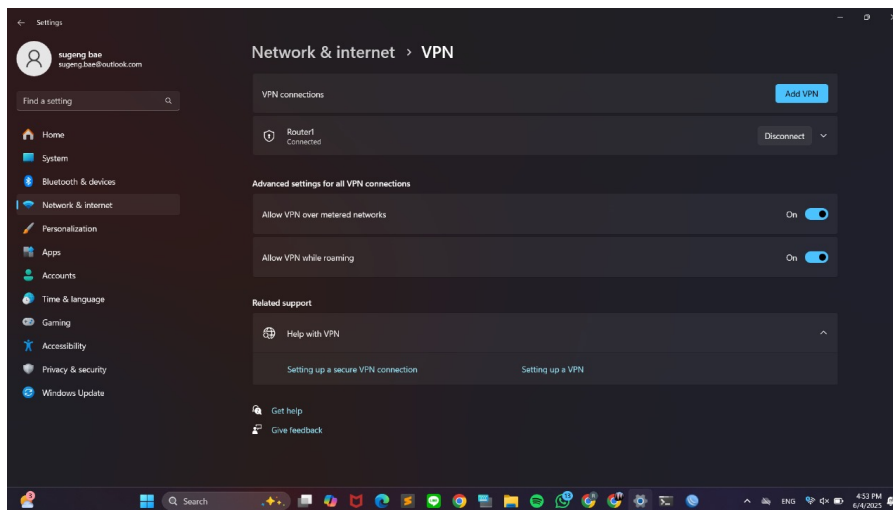 Settings
sugeng bae
sugeng.bae@outlook.com
Find a setting
Home
System
Bluetooth & devices
Network & internet
Personalization
Apps
Accounts
Time & language
Gaming
Accessibility
Privacy & security
Windows Update
Network & internet > VPN
VPN connections
Add VPN
Router1
Connected
Disconnect
Advanced settings for all VPN connections
Allow VPN over metered networks
On
Allow VPN while roaming
On
Related support
Help with VPN
Setting up a secure VPN connection
Setting up a VPN
Get help
Give feedback
3
Search
ENG
4:53 PM
6/4/2025